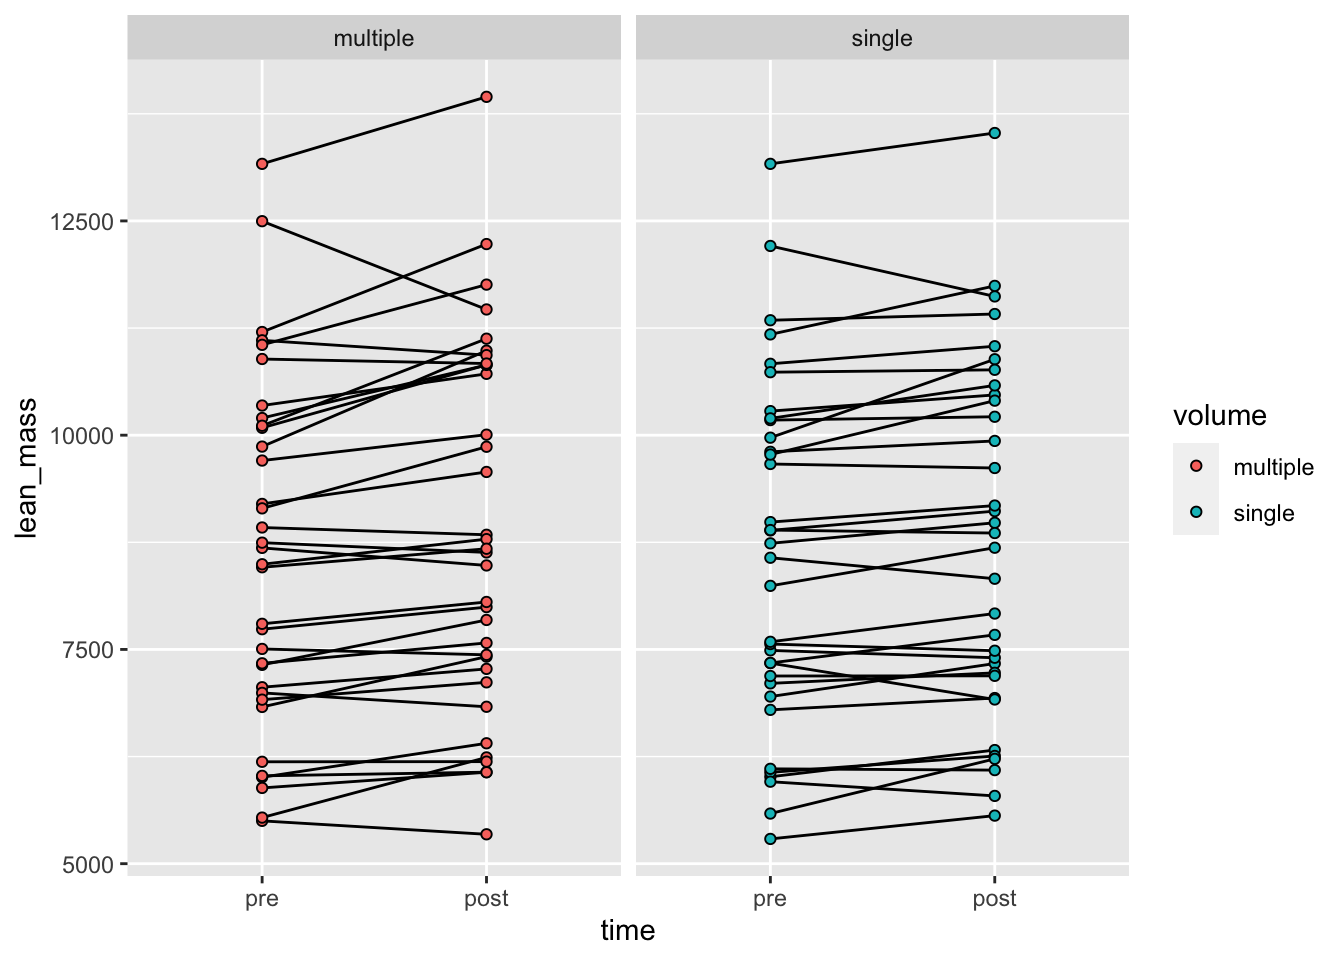 multiple single
12500
10000
7500
5000
lean_mass
pre post pre post
time
volume
multiple
single